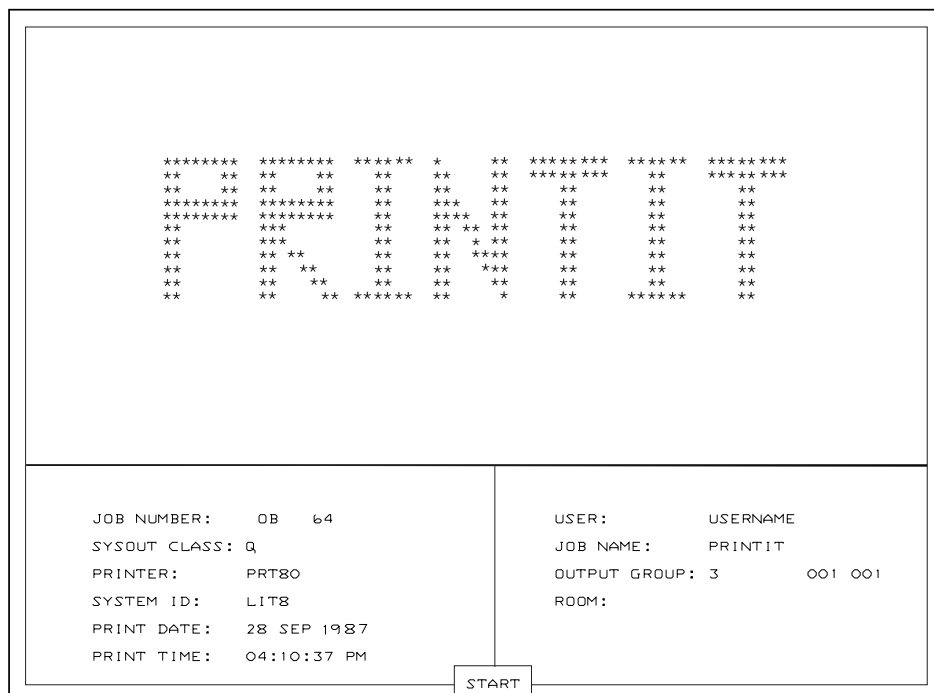 PRINTIT
JOB NUMBER: OB 64
SYSOUT CLASS: Q
PRINTER: PRT80
SYSTEM ID: LIT8
PRINT DATE: 28 SEP 1987
PRINT TIME: 04:10:37 PM
USER: USERNAME
JOB NAME: PRINTIT
OUTPUT GROUP: 3 001 001
ROOM:
START